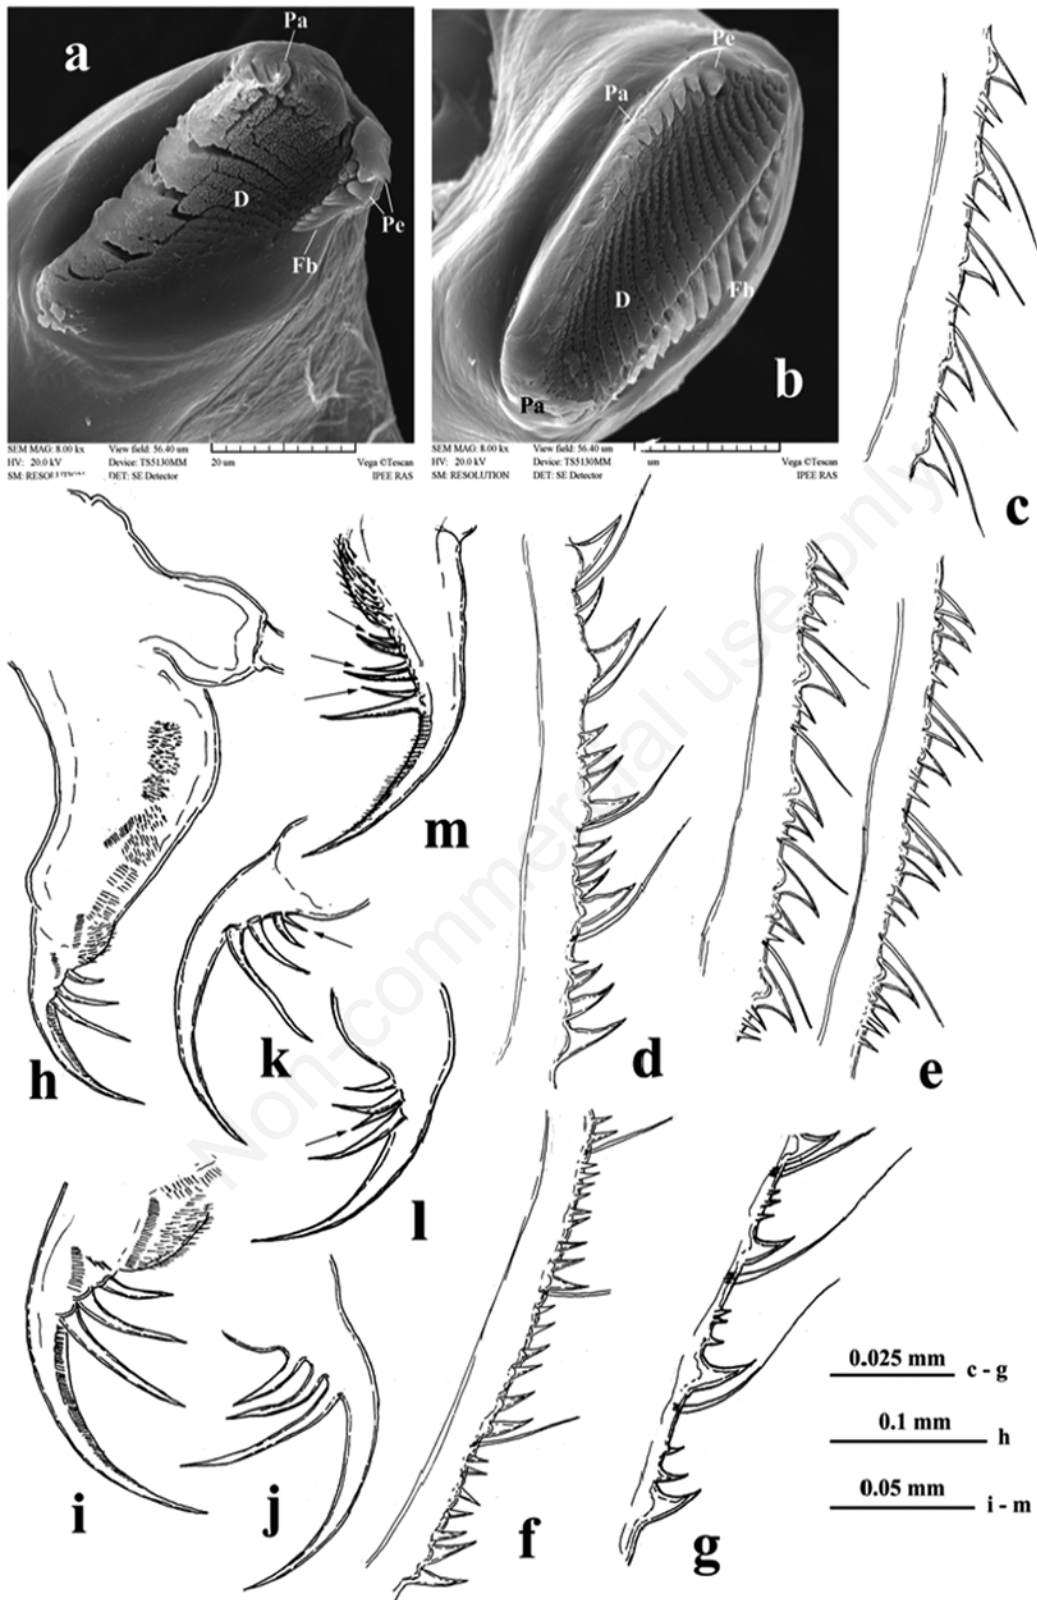 a
Pa
D
Pe
Fb
SEM MAG: 8.00 kx View field: 56.40 um
HV: 20.0 kV Device: TS5130MM 20 um Vega ©Tescan
DET: SE Detector IPEE RAS
b
Pe
Pa
D
Fb
Pa
SEM MAG: 8.00 kx View field: 56.40 um
HV: 20.0 kV Device: TS5130MM um Vega ©Tescan
SM: RESOLUTION DET: SE Detector IPEE RAS
c
m
h
k
d
e
l
i
j
f
g
0.025 mm c - g
0.1 mm h
0.05 mm i - m
Non-commercial use only